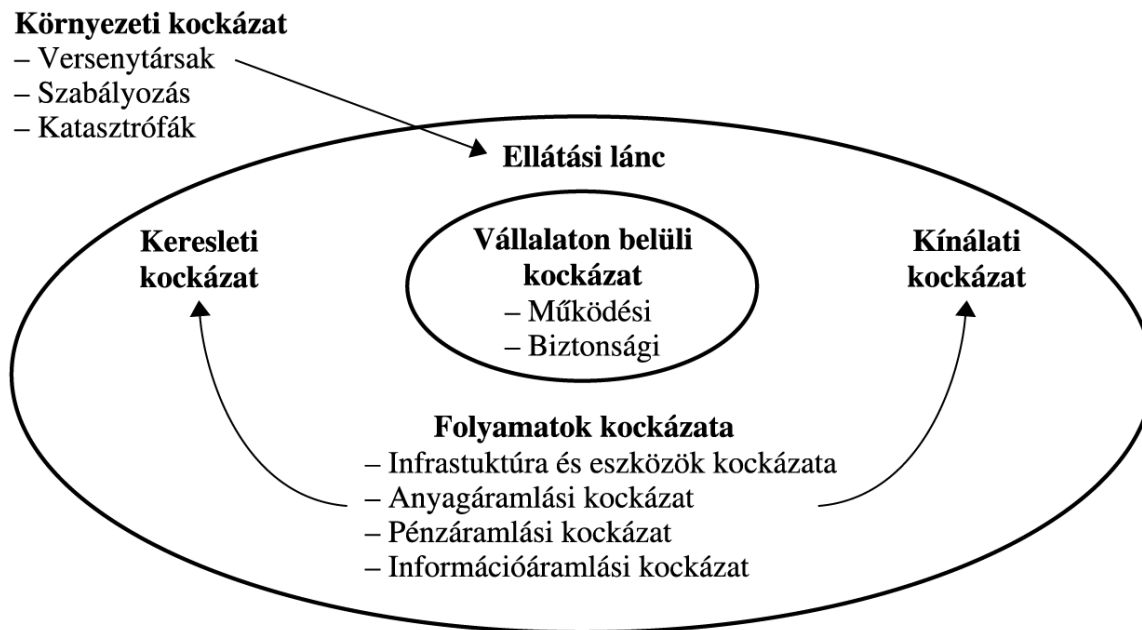 Környezeti kockázat
– Versenytársak
– Szabályozás
– Katasztrófák
Ellátási lánc
Keresleti
kockázat
Vállalaton belüli
kockázat
– Működési
– Biztonsági
Kínálati
kockázat
Folyamatok kockázata
– Infrastuktúra és eszközök kockázata
– Anyagáramlási kockázat
– Pénzáramlási kockázat
– Információáramlási kockázat